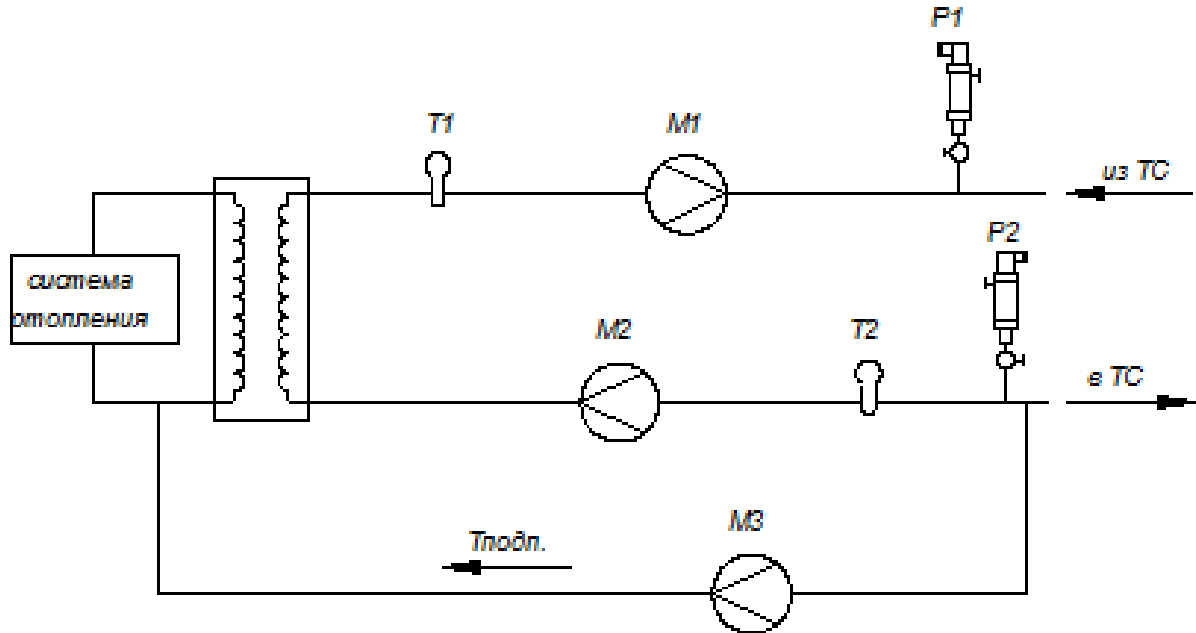 P1
T1
M1
из ТС
P2
система
отопления
M2
T2
в ТС
M3
Тподп.